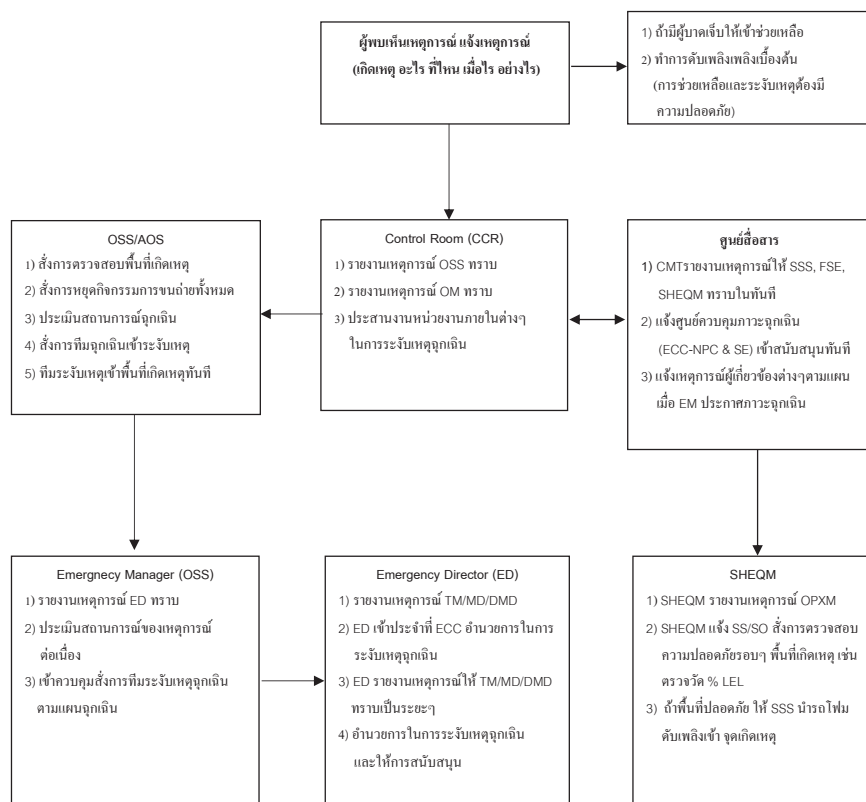 ผู้พบเห็นเหตุการณ์ แจ้งเหตุการณ์
(เกิดเหตุ อะไร ที่ไหน เมื่อไร อย่างไร)
1) ถ้ามีผู้บาดเจ็บให้เข้าช่วยเหลือ
2) ทำการดับเพลิงเพลิงเบื้องต้น
(การช่วยเหลือและระงับเหตุต้องมี
ความปลอดภัย)
OSS/AOS
1) สั่งการตรวจสอบพื้นที่เกิดเหตุ
2) สั่งการหยุดกิจกรรมการขนถ่ายทั้งหมด
3) ประเมินสถานการณ์ฉุกเฉิน
4) สั่งการทีมฉุกเฉินเข้าระงับเหตุ
5) ทีมระงับเหตุเข้าพื้นที่เกิดเหตุทันที
Control Room (CCR)
1) รายงานเหตุการณ์ OSS ทราบ
2) รายงานเหตุการณ์ OM ทราบ
3) ประสานงานหน่วยงานภายในต่างๆ
ในการระงับเหตุฉุกเฉิน
ศูนย์สื่อสาร
1) CMTรายงานเหตุการณ์ให้ SSS, FSE,
SHEQM ทราบในทันที
2) แจ้งศูนย์ควบคุมภาวะฉุกเฉิน
(ECC-NPC & SE) เข้าสนับสนุนทันที
3) แจ้งเหตุการณ์ผู้เกี่ยวข้องต่างๆตามแผน
เมื่อ EM ประกาศภาวะฉุกเฉิน
Emergnecy Manager (OSS)
1) รายงานเหตุการณ์ ED ทราบ
2) ประเมินสถานการณ์ของเหตุการณ์
ต่อเนื่อง
3) เข้าควบคุมสั่งการทีมระงับเหตุฉุกเฉิน
ตามแผนฉุกเฉิน
Emergency Director (ED)
1) รายงานเหตุการณ์ TM/MD/DMD
2) ED เข้าประจำที่ ECC อำนวยการในการ
ระงับเหตุฉุกเฉิน
3) ED รายงานเหตุการณ์ให้ TM/MD/DMD
ทราบเป็นระยะๆ
4) อำนวยการในการระงับเหตุฉุกเฉิน
และให้การสนับสนุน
SHEQM
1) SHEQM รายงานเหตุการณ์ OPXM
2) SHEQM แจ้ง SS/SO สั่งการตรวจสอบ
ความปลอดภัยรอบๆ พื้นที่เกิดเหตุ เช่น
ตรวจวัด % LEL
3) ถ้าพื้นที่ปลอดภัย ให้ SSS นำรถโฟม
ดับเพลิงเข้า จุดเกิดเหตุ